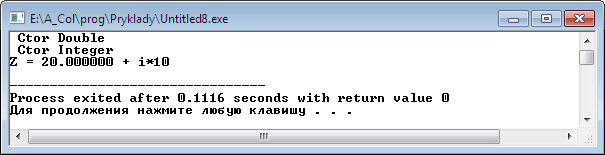 E:\A_Col\prog\Pryklady\Untitled8.exe
Ctor Double
Ctor Integer
Z = 20.000000 + i*10
--------------------------------
Process exited after 0.1116 seconds with return value 0
Для продолжения нажмите любую клавишу . . .